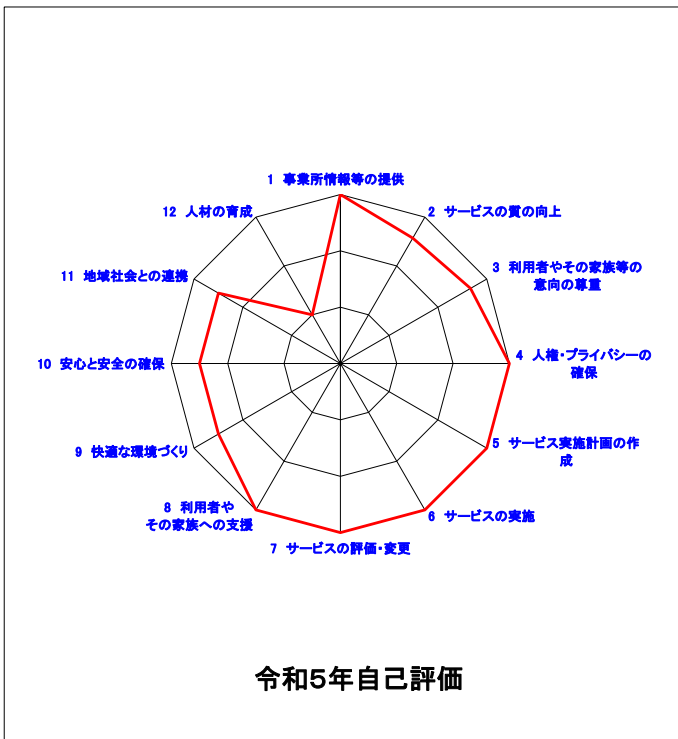 1 事業所情報等の提供
2 サービスの質の向上
3 利用者やその家族等の
意向の尊重
4 人権・プライバシーの
確保
5 サービス実施計画の作
成
6 サービスの実施
7 サービスの評価・変更
8 利用者や
その家族への支援
9 快適な環境づくり
10 安心と安全の確保
11 地域社会との連携
12 人材の育成
令和5年自己評価